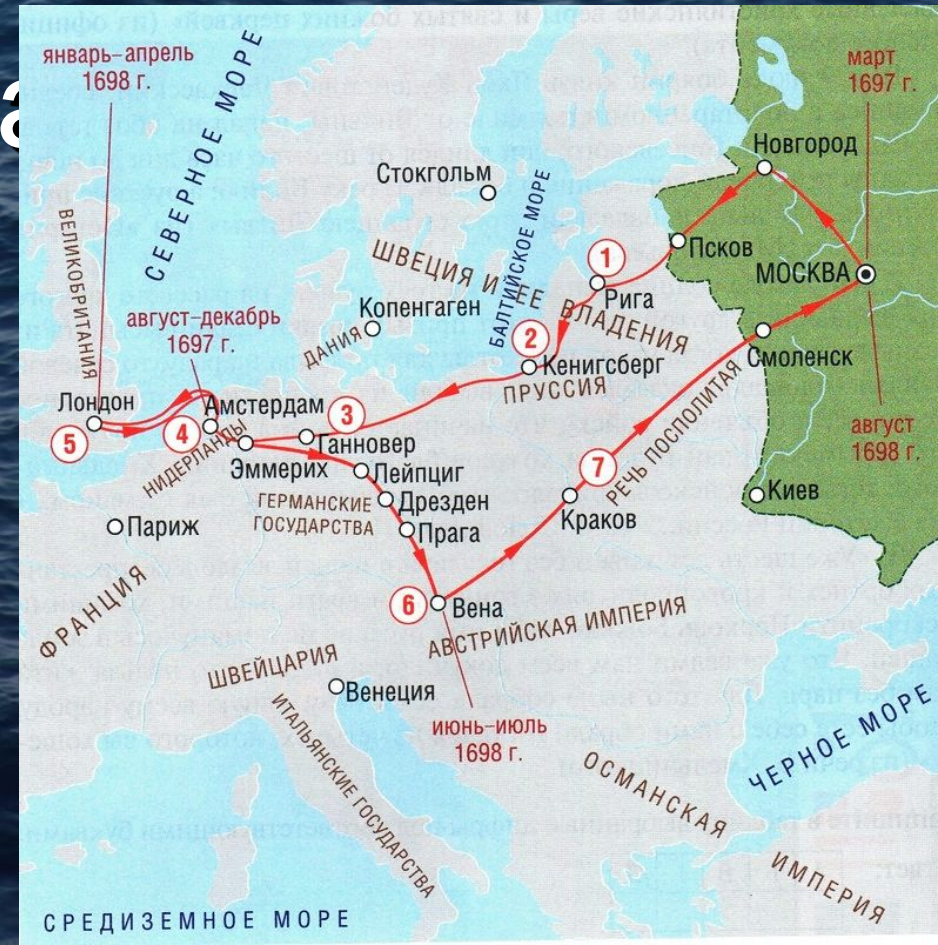 январь–апрель
1698 г.
СЕВЕРНОЕ МОРЕ
март
1697 г.
Новгород
Стокгольм
БАЛТИЙСКОЕ МОРЕ
ВЕЛИКОБРИТАНИЯ
Псков
ШВЕЦИЯ И ЕЕ ВЛАДЕНИЯ
1
МОСКВА
Рига
Копенгаген
август–декабрь
1697 г.
ДАНИЯ
2
Кенигсберг
Смоленск
ПРУССИЯ
Лондон
Амстердам
3
5
4
Ганновер
НИДЕРЛАНДЫ
Эммерих
Лейпциг
7
РЕЧЬ ПОСПОЛИТАЯ
август
1698 г.
ГЕРМАНСКИЕ
ГОСУДАРСТВА
Дрезден
Киев
Париж
Прага
Краков
ФРАНЦИЯ
6
Вена
АВСТРИЙСКАЯ ИМПЕРИЯ
ШВЕЙЦАРИЯ
Венеция
июнь–июль
1698 г.
ИТАЛЬЯНСКИЕ ГОСУДАРСТВА
ЧЕРНОЕ МОРЕ
ОСМАНСКАЯ
ИМПЕРИЯ
СРЕДИЗЕМНОЕ МОРЕ